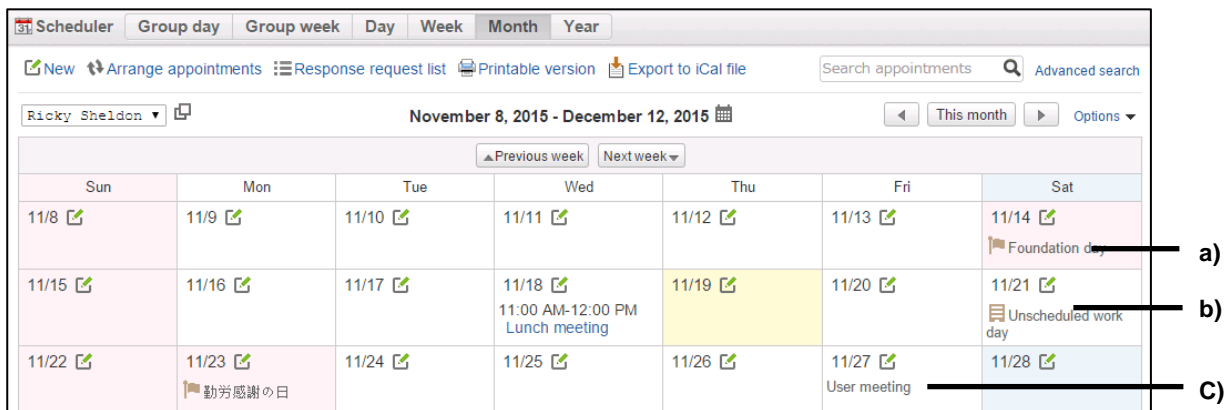 31 Scheduler Group day Group week Day Week Month Year
New Arrange appointments Response request list Printable version Export to iCal file Search appointments Advanced search
Ricky Sheldon November 8, 2015 - December 12, 2015 This month Options
Previous week Next week
Sun Mon Tue Wed Thu Fri Sat
11/8 11/9 11/10 11/11 11/12 11/13 11/14
Foundation day a)
11/15 11/16 11/17 11/18 11/19 11/20 11/21
11:00 AM-12:00 PM
Lunch meeting
Unscheduled work
day
b)
11/22 11/23 11/24 11/25 11/26 11/27 11/28
勤労感謝の日 User meeting C)